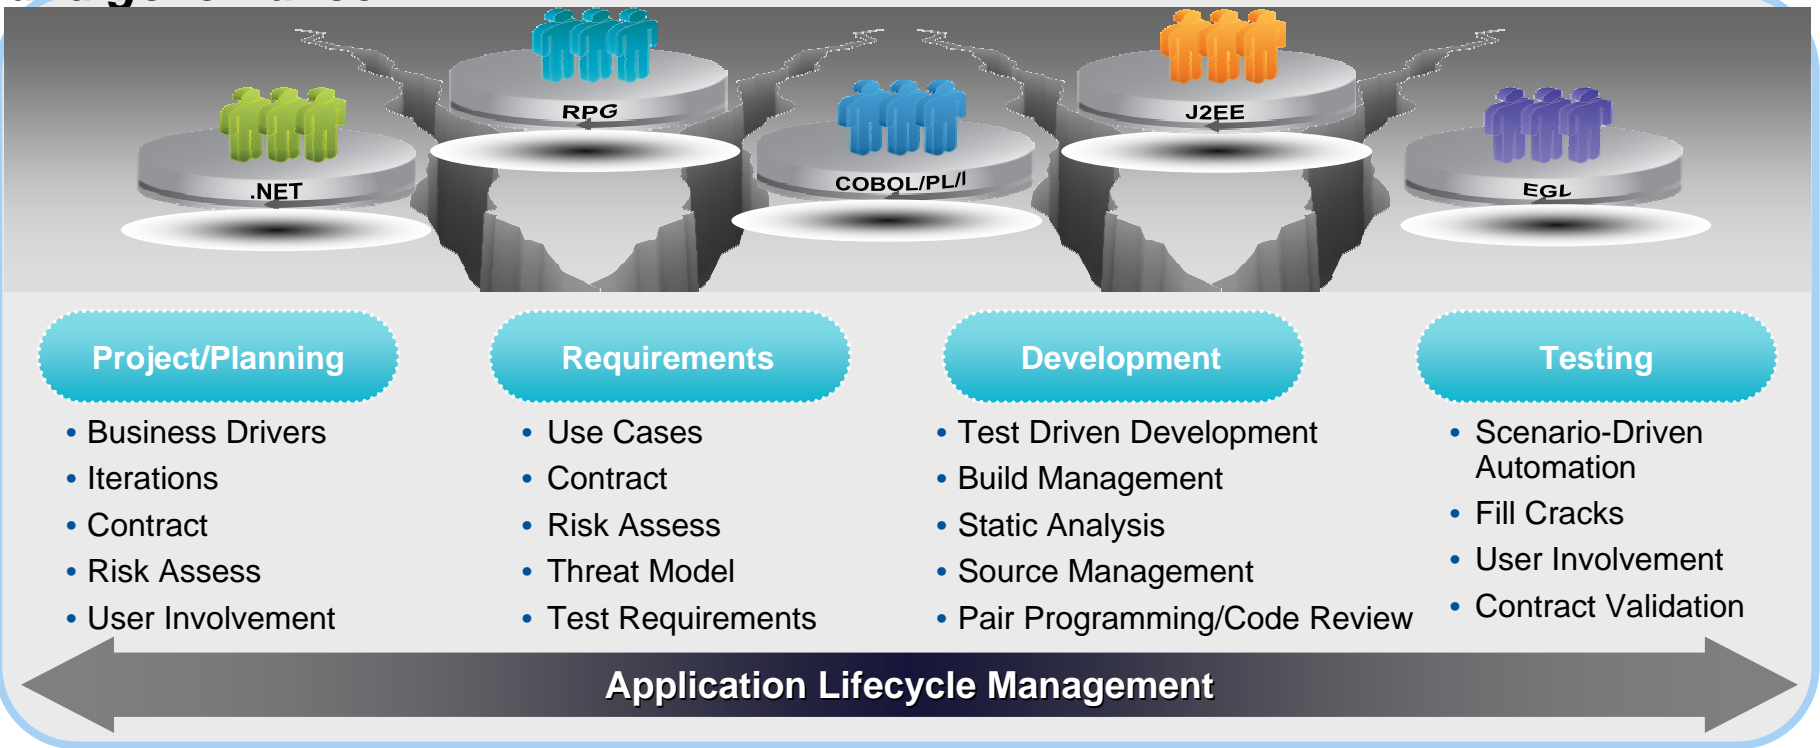 RPG
J2EE
.NET
COBOL/PL/I
EGL
Project/Planning
Requirements
Development
Testing
• Business Drivers
• Iterations
• Contract
• Risk Assess
• User Involvement
• Use Cases
• Contract
• Risk Assess
• Threat Model
• Test Requirements
• Test Driven Development
• Build Management
• Static Analysis
• Source Management
• Pair Programming/Code Review
• Scenario-Driven
Automation
• Fill Cracks
• User Involvement
• Contract Validation
Application Lifecycle Management